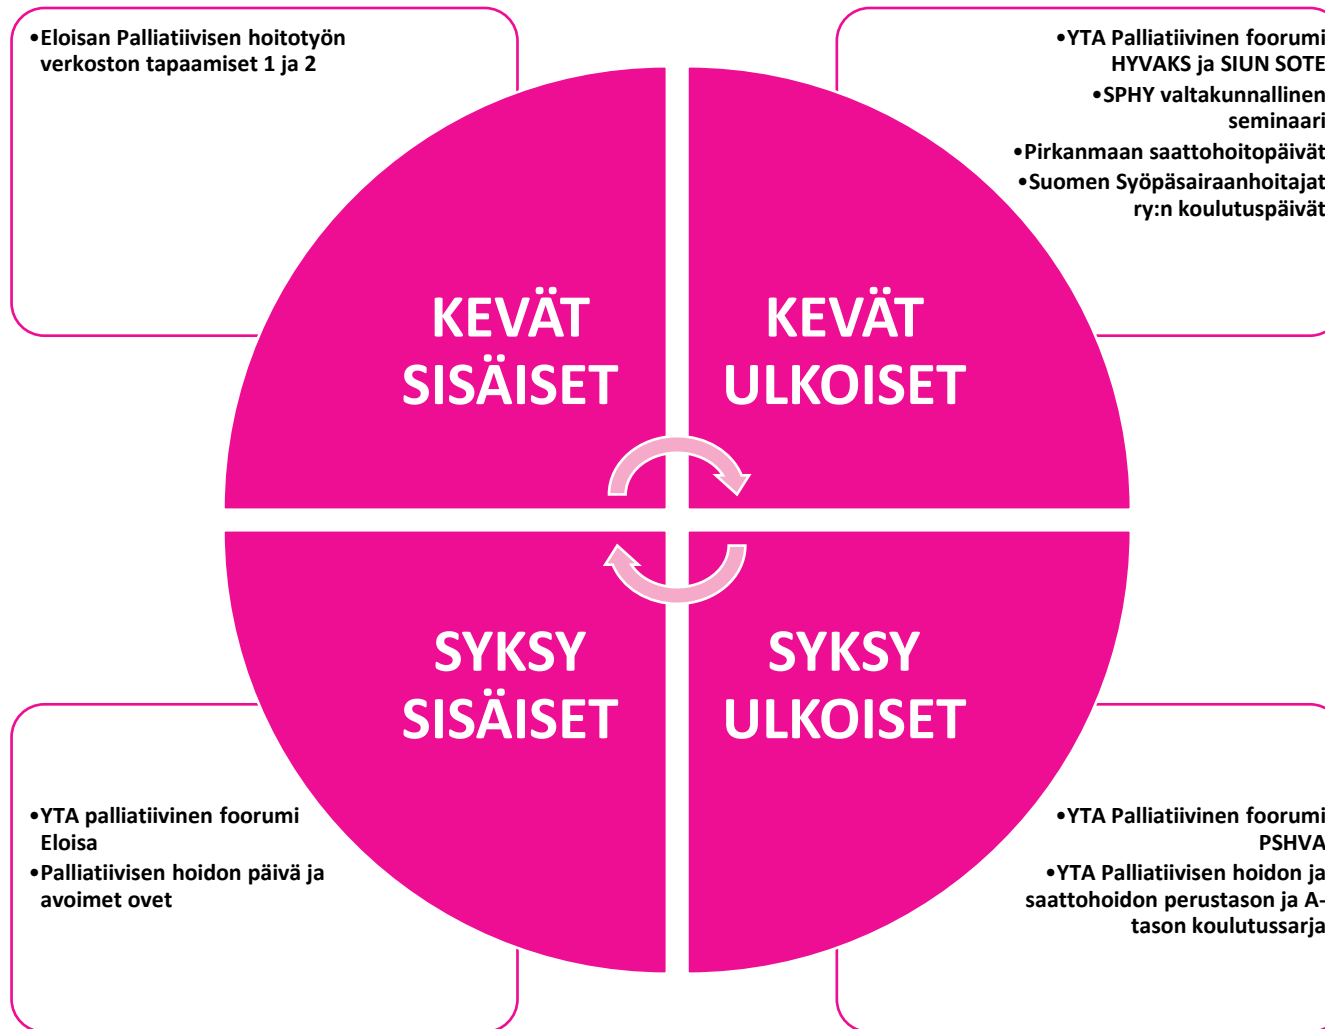 •Eloisan Palliatiivisen hoitotyön
verkoston tapaamiset 1 ja 2
•YTA Palliatiivinen foorumi
HYVAKS ja SIUN SOTE
•SPHY valtakunnallinen
seminaari
•Pirkanmaan saattohoitopäivät
•Suomen Syöpäsairaanhoitajat
ry:n koulutuspäivät
KEVÄT
SISÄISET
KEVÄT
ULKOISET
SYKSY
SISÄISET
SYKSY
ULKOISET
•YTA palliatiivinen foorumi
Eloisa
•Palliatiivisen hoidon päivä ja
avoimet ovet
•YTA Palliatiivinen foorumi
PSHVA
•YTA Palliatiivisen hoidon ja
saattohoidon perustason ja A-
tason koulutussarja